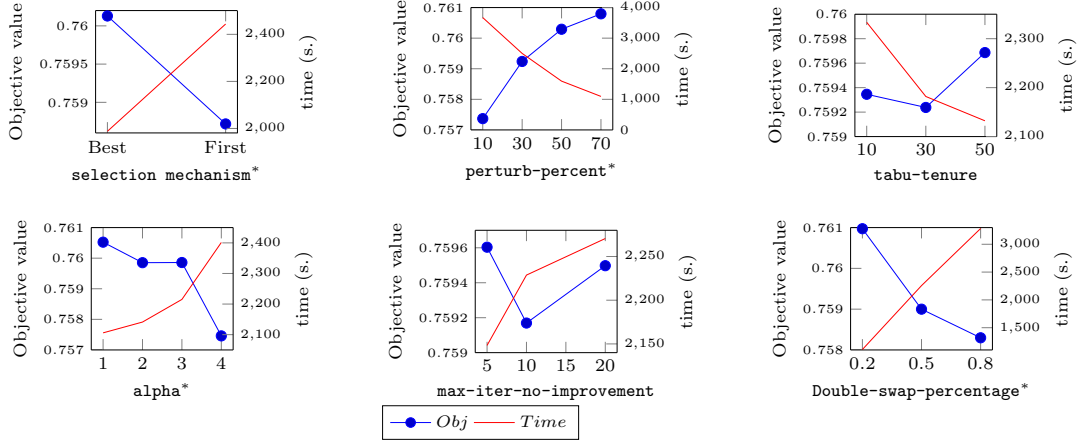 Objective value
0.76
0.7595
0.759
2,400
2,200
2,000
time (s.)
Best First
selection mechanism*
Objective value
0.76
0.759
0.758
0.757
4,000
3,000
2,000
1,000
0
time (s.)
10 30 50 70
perturb-percent*
Objective value
0.76
0.7598
0.7596
0.7594
0.7592
0.759
2,300
2,200
2,100
time (s.)
10 30 50
tabu-tenure
Objective value
0.761
0.76
0.759
0.758
0.757
2,400
2,300
2,200
2,100
time (s.)
1 2 3 4
alpha*
Objective value
0.7596
0.7594
0.7592
0.759
2,250
2,200
2,150
time (s.)
5 10 15 20
max-iter-no-improvement
Objective value
0.761
0.76
0.759
0.758
3,000
2,500
2,000
1,500
time (s.)
0.2 0.5 0.8
Double-swap-percentage*
Obj Time